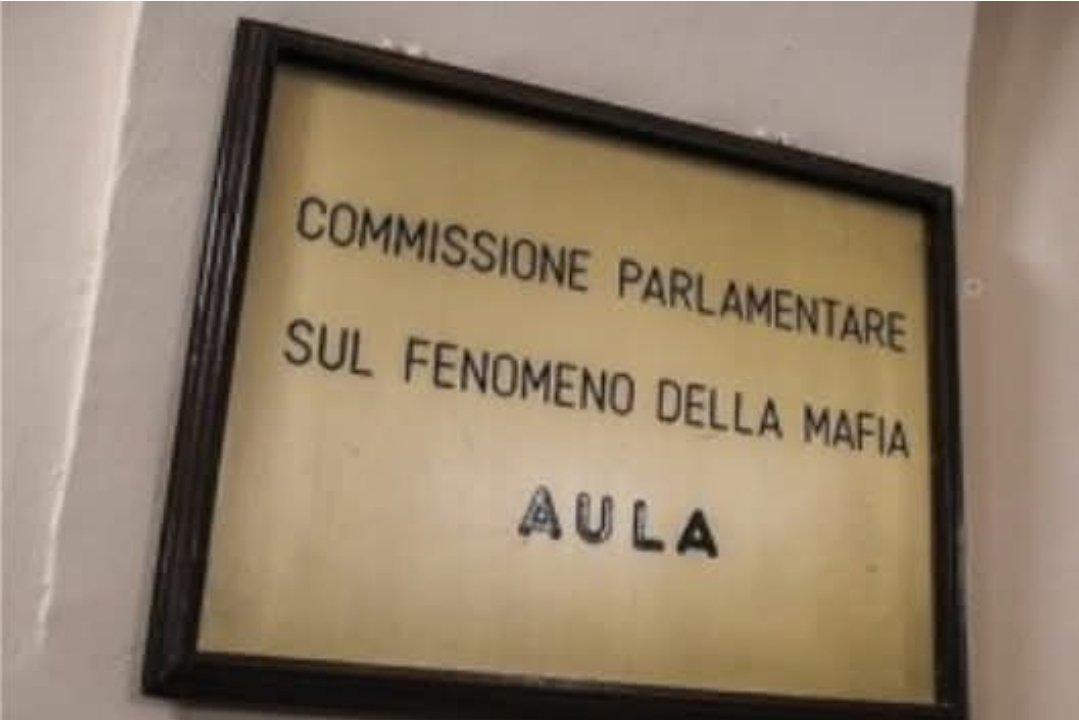 COMMISSIONE PARLAMENTARE
SUL FENOMENO DELLA MAFIA
AULA